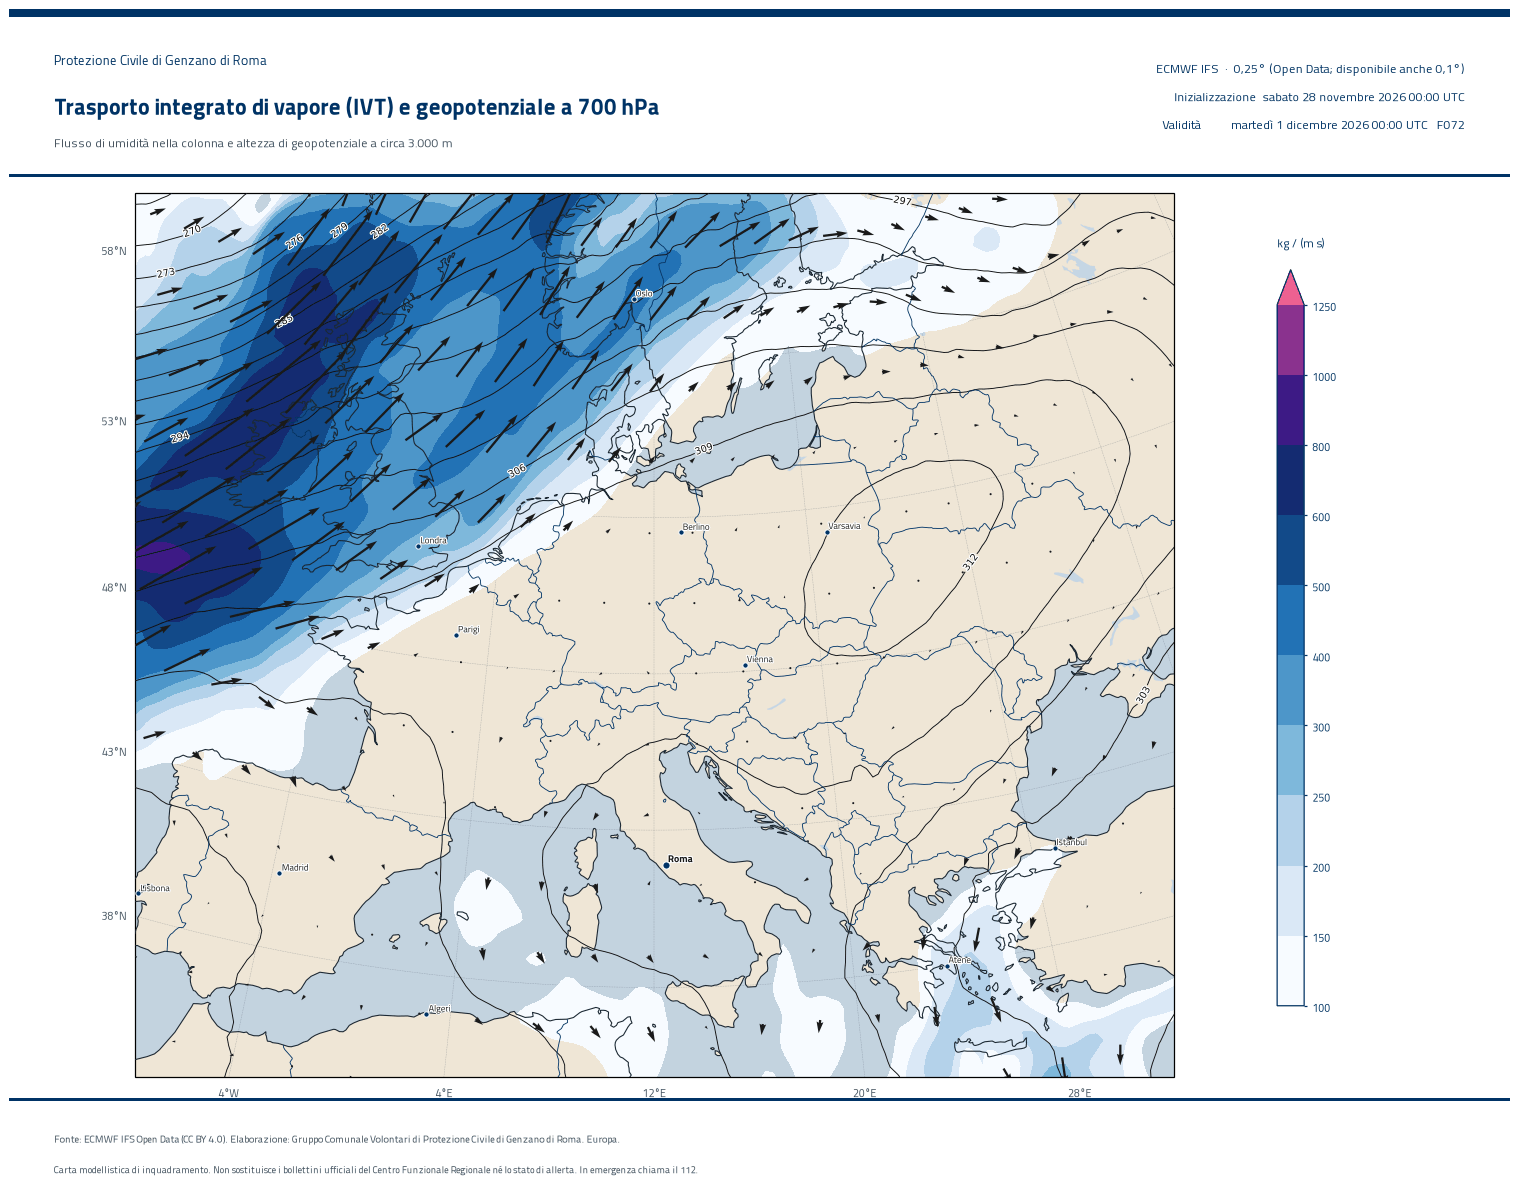 Protezione Civile di Genzano di Roma
Trasporto integrato di vapore (IVT) e geopotenziale a 700 hPa
Flusso di umidità nella colonna e altezza di geopotenziale a circa 3.000 m
ECMWF IFS · 0,25° (Open Data; disponibile anche 0,1°)
Inizializzazione sabato 28 novembre 2026 00:00 UTC
Validità martedì 1 dicembre 2026 00:00 UTC F072
58°N
53°N
48°N
43°N
38°N
4°W
4°E
12°E
20°E
28°E
270
273
276
279
282
285
294
297
306
309
312
303
Oslo
Londra
Berlino
Varsavia
Parigi
Vienna
Madrid
Lisbona
Roma
Istanbul
Atene
Algeri
kg / (m s)
1250
1000
800
600
500
400
300
250
200
150
100
Fonte: ECMWF IFS Open Data (CC BY 4.0). Elaborazione: Gruppo Comunale Volontari di Protezione Civile di Genzano di Roma. Europa.
Carta modellistica di inquadramento. Non sostituisce i bollettini ufficiali del Centro Funzionale Regionale né lo stato di allerta. In emergenza chiama il 112.